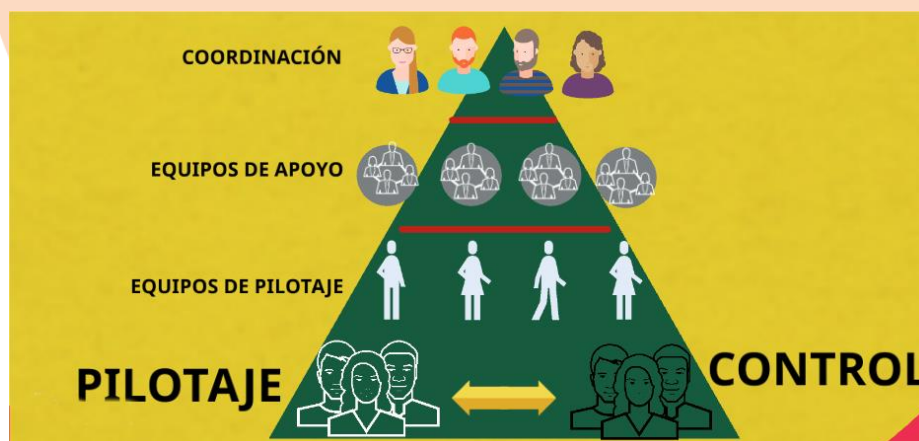 COORDINACIÓN
EQUIPOS DE APOYO
EQUIPOS DE PILOTAJE
PILOTAJE
CONTROL